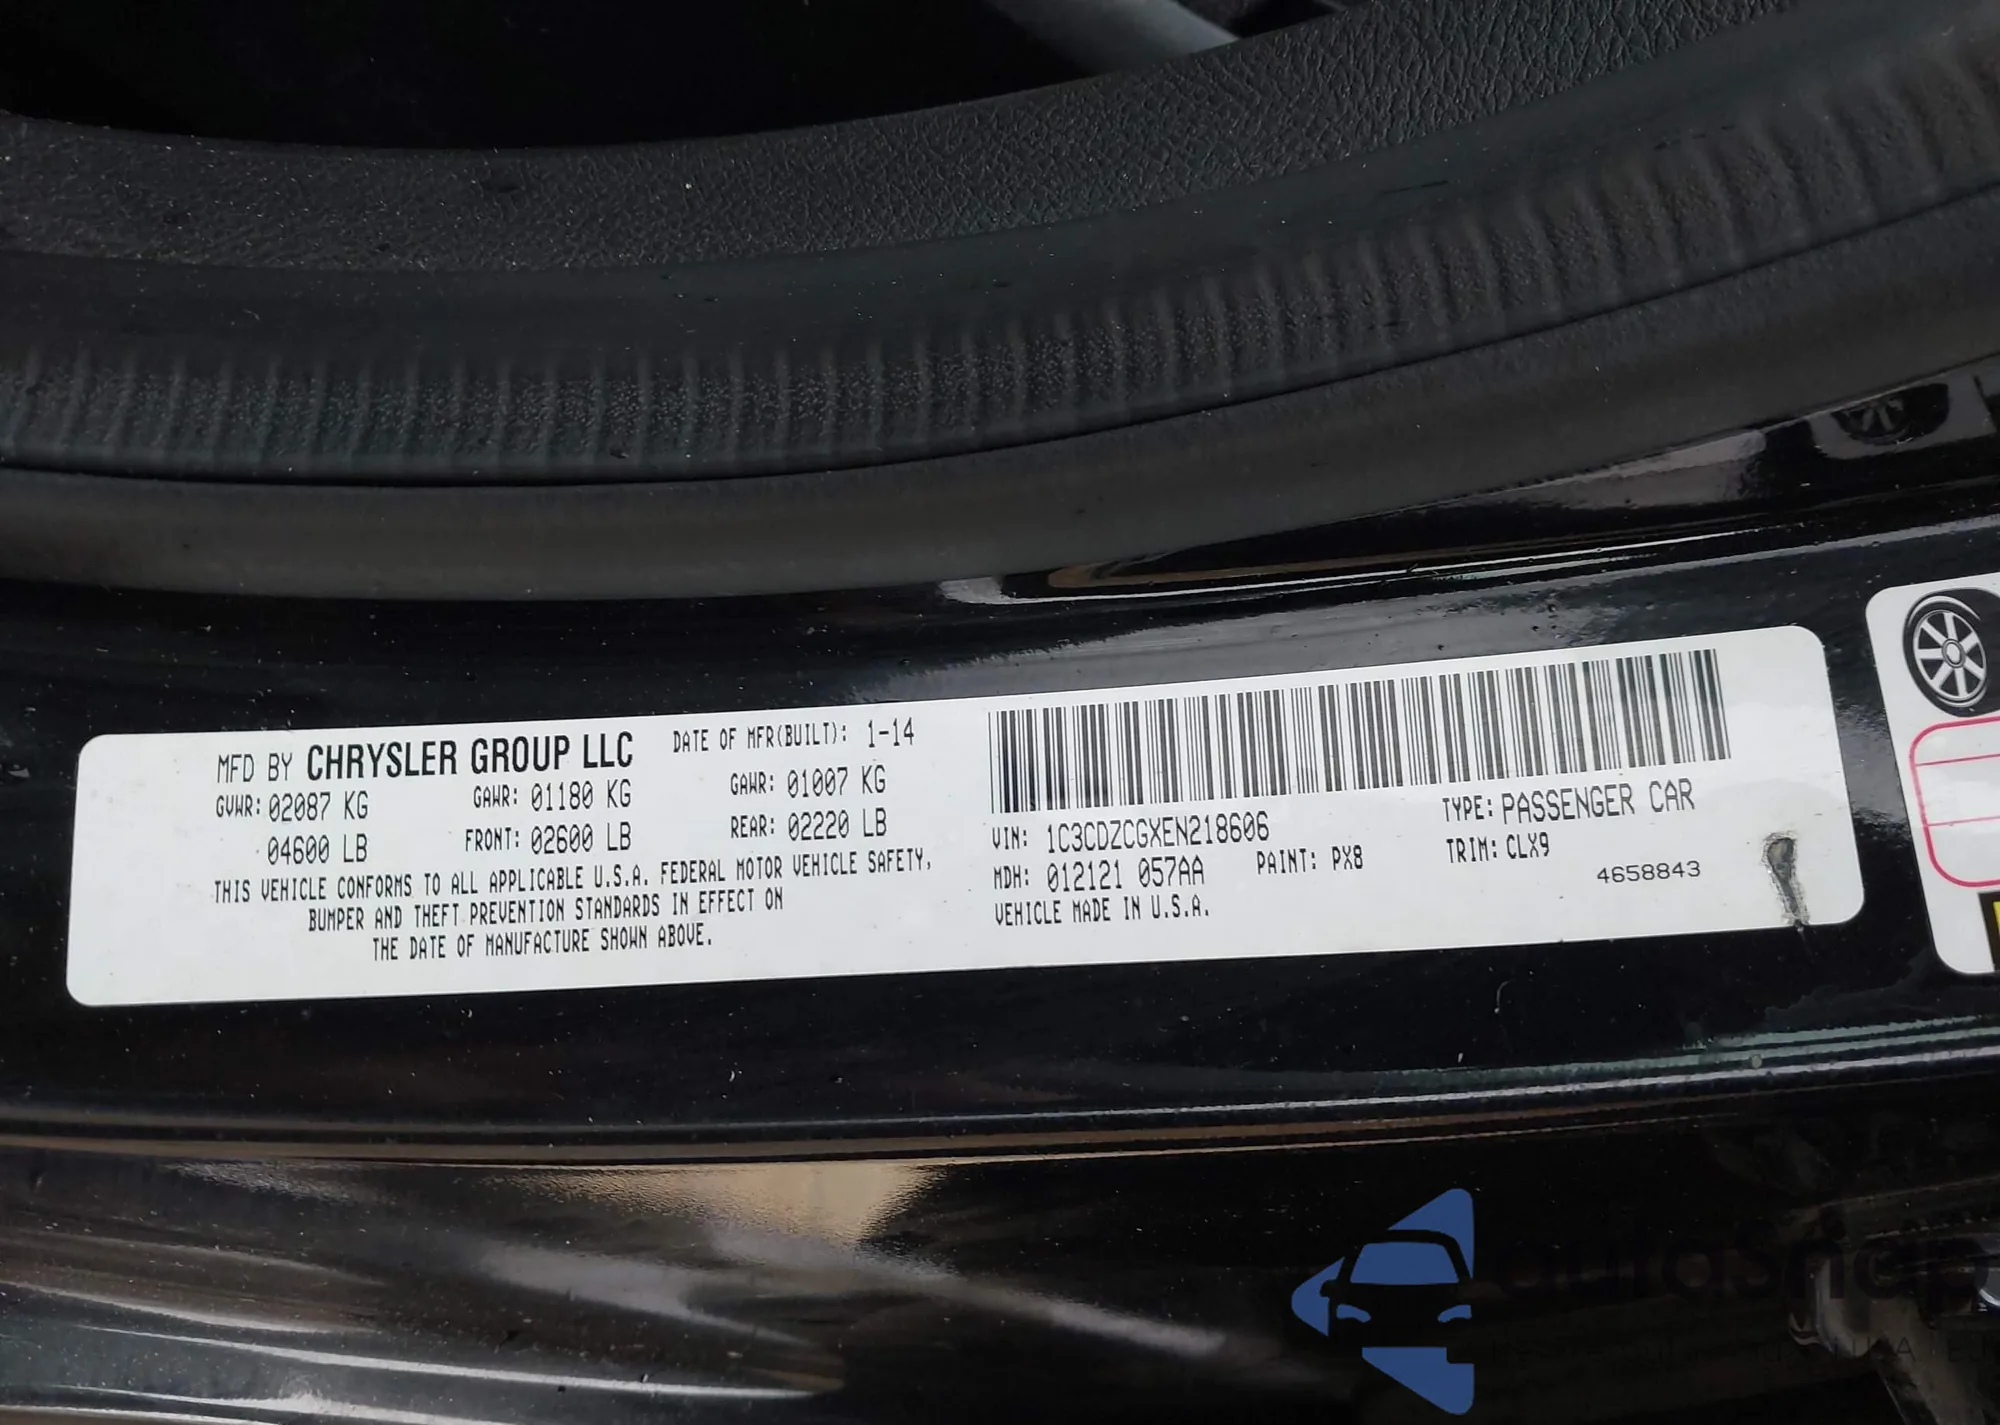 MFD BY CHRYSLER GROUP LLC DATE OF MFR(BUILT): 1-14
GVWR: 02087 KG GAWR: 01180 KG GAWR: 01007 KG
04600 LB FRONT: 02600 LB REAR: 02220 LB
THIS VEHICLE CONFORMS TO ALL APPLICABLE U.S.A. FEDERAL MOTOR VEHICLE SAFETY,
BUMPER AND THEFT PREVENTION STANDARDS IN EFFECT ON
THE DATE OF MANUFACTURE SHOWN ABOVE.
VIN: 1C3CDZCGXEN218606 TYPE: PASSENGER CAR
MDH: 012121 057AA PAINT: PX8 TRIM: CLX9
VEHICLE MADE IN U.S.A. 4658843
autoSnap